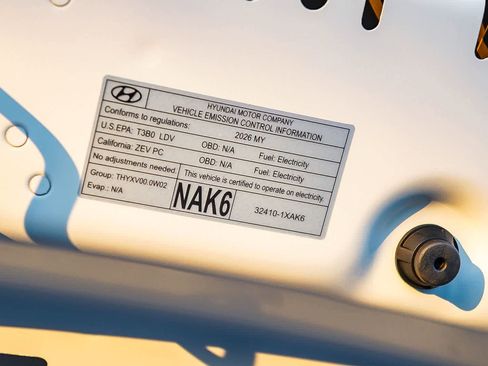 HYUNDAI MOTOR COMPANY
VEHICLE EMISSION CONTROL INFORMATION
Conforms to regulations: 2026 MY
U.S.EPA: T3B0 LDV OBD: N/A Fuel: Electricity
California: ZEV PC OBD: N/A Fuel: Electricity
No adjustments needed. This vehicle is certified to operate on electricity.
Group: THYXV00.0W02
Evap.: N/A
NAK6
32410-1XAK6